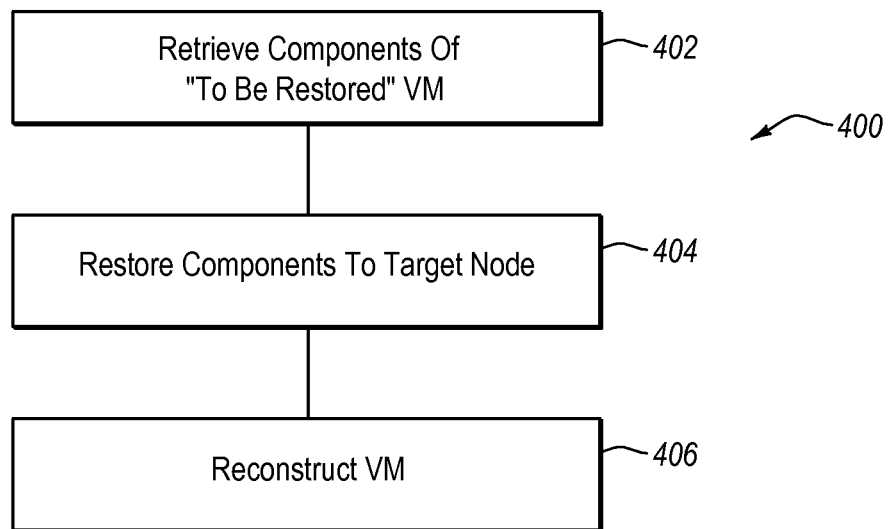 Retrieve Components Of
"To Be Restored" VM
402
400
Restore Components To Target Node
404
Reconstruct VM
406